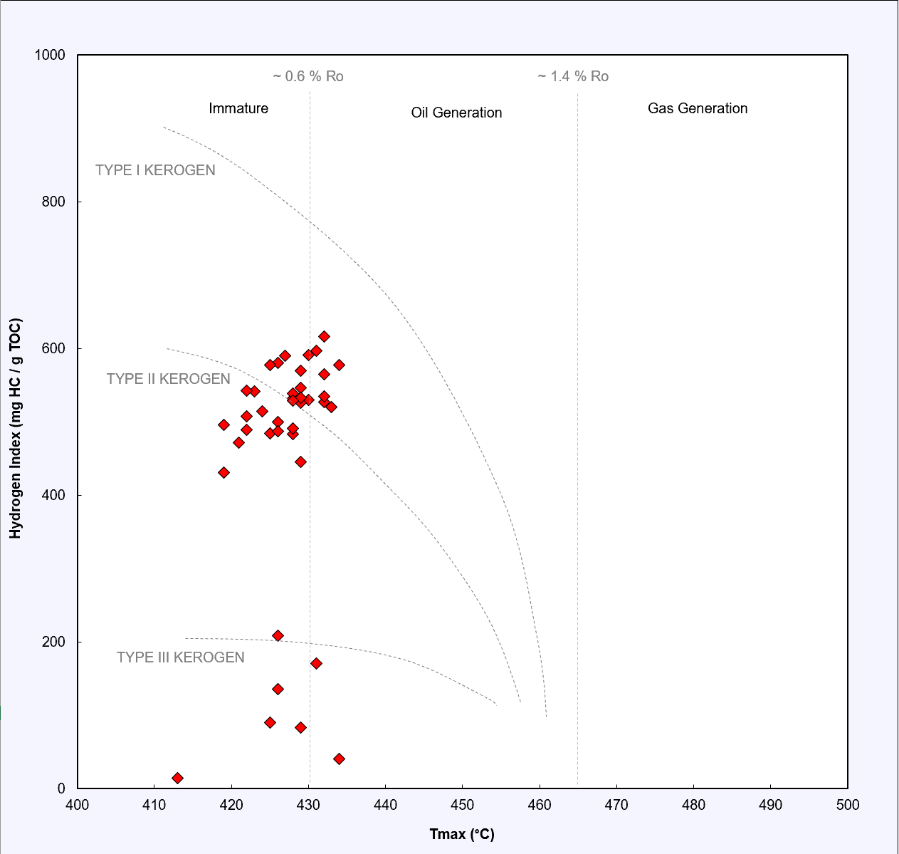 1000
~ 0.6 % Ro
~ 1.4 % Ro
Immature
Oil Generation
Gas Generation
TYPE I KEROGEN
800
600
TYPE II KEROGEN
400
200
TYPE III KEROGEN
0
Hydrogen Index (mg HC / g TOC)
400 410 420 430 440 450 460 470 480 490 500
Tmax (°C)